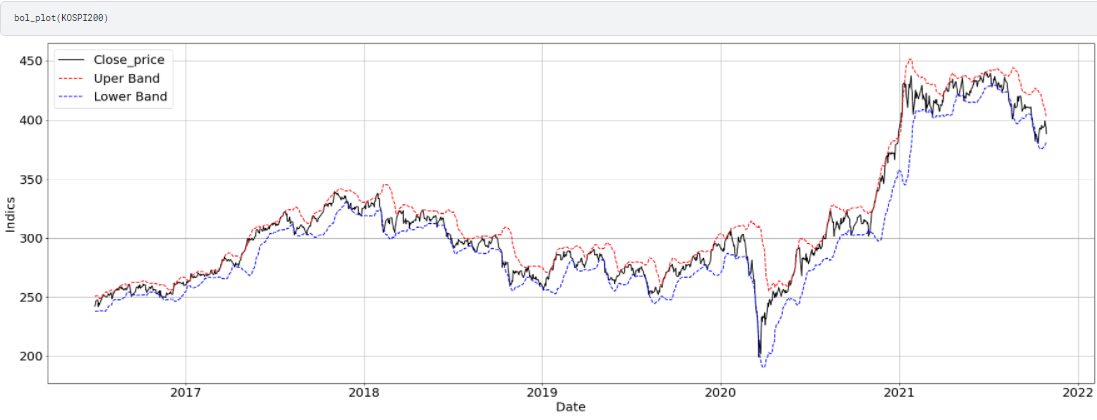 bol_plot(KOSPI200)
450
400
350
300
250
200
Indics
Close_price
Uper Band
Lower Band
2017 2018 2019 2020 2021 2022
Date